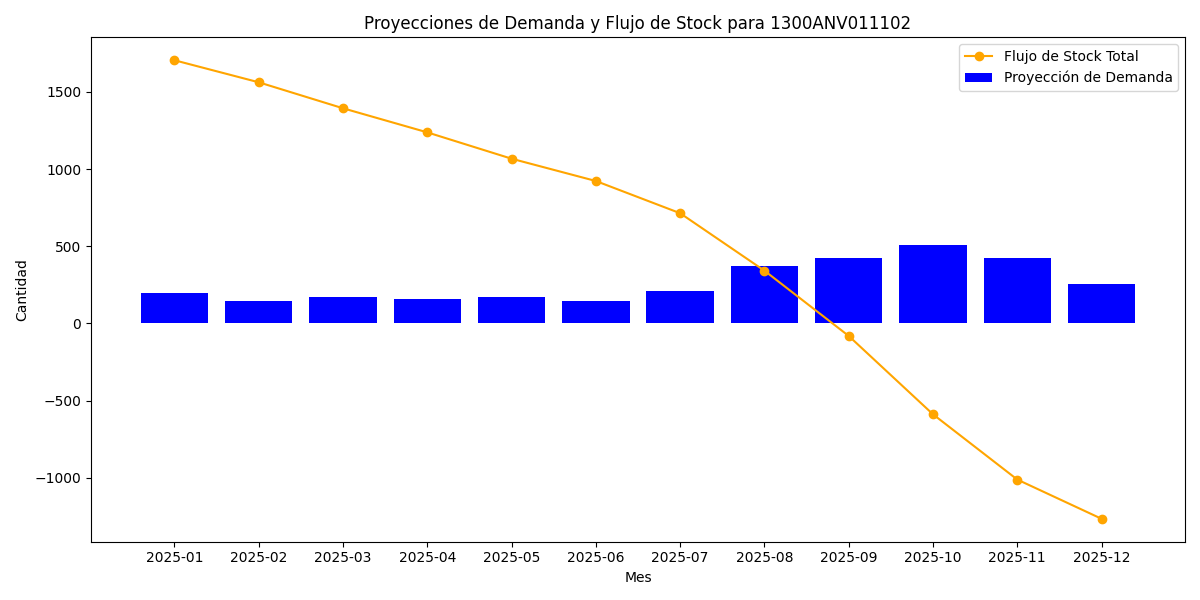 Proyecciones de Demanda y Flujo de Stock para 1300ANV011102
Flujo de Stock Total
Proyección de Demanda
Cantidad
1500
1000
500
0
−500
−1000
2025-01 2025-02 2025-03 2025-04 2025-05 2025-06 2025-07 2025-08 2025-09 2025-10 2025-11 2025-12
Mes